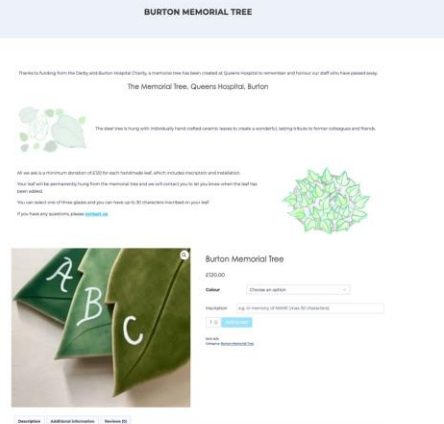 BURTON MEMORIAL TREE
Thanks to funding from the Derby and Burton Hospital Charity, a memorial tree has been created at Queens Hospital to remember and honour our staff who have passed away.
The Memorial Tree, Queens Hospital, Burton
The steel tree is hung with individually hand-crafted ceramic leaves to create a wonderful, lasting tribute to former colleagues and friends.
All we ask is a minimum donation of £120 for each handmade leaf, which includes inscription and installation.
Your leaf will be permanently hung from the memorial tree and we will contact you to let you know when the leaf has
been added.
You can select one of three glazes and you can have up to 30 characters inscribed on your leaf.
If you have any questions, please contact us
A
B
C
Burton Memorial Tree
£120.00
Colour Choose an option
Inscription e.g. In memory of NAME (max 30 characters)
1
Add to cart
Category: Burton Memorial Tree
Description Additional information Reviews (0)